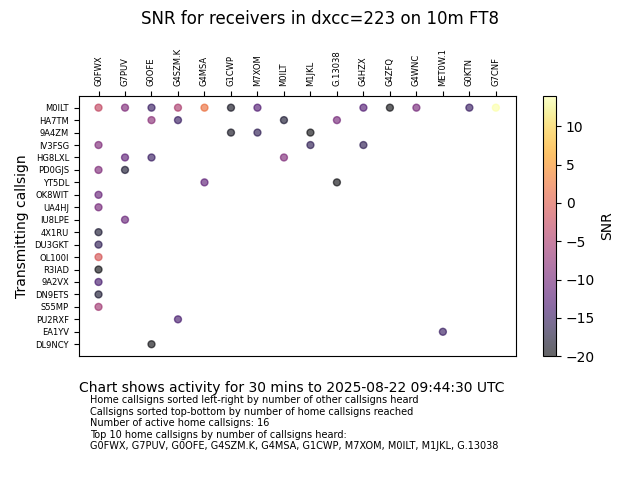 SNR for receivers in dxcc=223 on 10m FT8
G0FWX G7PUV G0OFE G4SZM.K G4MSA G1CWP M7XOM M0ILT M1JKL G.13038 G4HZX G4ZFQ G4WNC MET0W.1 G0KTN G7CNF
Transmitting callsign
M0ILT
HA7TM
9A4ZM
IV3FSG
HG8LXL
PD0GJS
YT5DL
OK8WIT
UA4HJ
IU8LPE
4X1RU
DU3GKT
OL100I
R3IAD
9A2VX
DN9ETS
S55MP
PU2RXF
EA1YV
DL9NCY
10
5
0
−5
−10
−15
−20
SNR
Chart shows activity for 30 mins to 2025-08-22 09:44:30 UTC
Home callsigns sorted left-right by number of other callsigns heard
Callsigns sorted top-bottom by number of home callsigns reached
Number of active home callsigns: 16
Top 10 home callsigns by number of callsigns heard:
G0FWX, G7PUV, G0OFE, G4SZM.K, G4MSA, G1CWP, M7XOM, M0ILT, M1JKL, G.13038